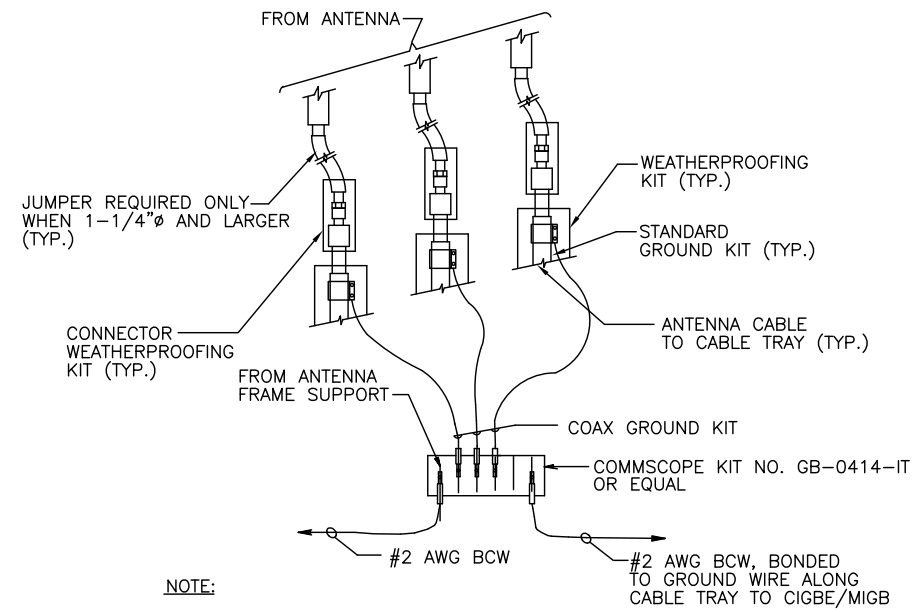 FROM ANTENNA
WEATHERPROOFING
KIT (TYP.)
JUMPER REQUIRED ONLY
WHEN 1-1/4"ø AND LARGER
(TYP.)
STANDARD
GROUND KIT (TYP.)
ANTENNA CABLE
TO CABLE TRAY (TYP.)
CONNECTOR
WEATHERPROOFING
KIT (TYP.)
FROM ANTENNA
FRAME SUPPORT
COAX GROUND KIT
COMMSCOPE KIT NO. GB-0414-IT
OR EQUAL
#2 AWG BCW
#2 AWG BCW, BONDED
TO GROUND WIRE ALONG
CABLE TRAY TO CIGBE/MIGB
NOTE: